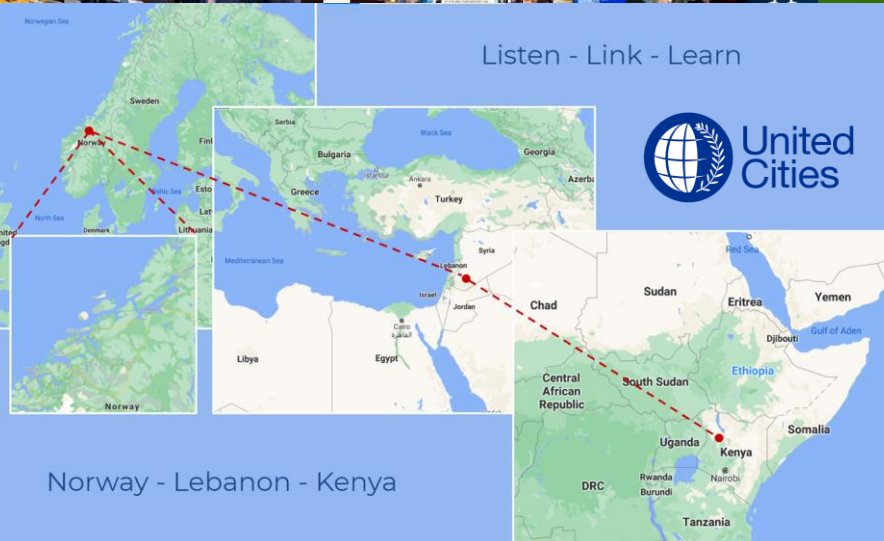 Norwegian Sea
Listen - Link - Learn
Sweden
Norway
Finl
Baltic Sea
Esto
Lat
North Sea
Denmark
Lithuania
United
Cities
Serbia
Black Sea
Bulgaria
Georgia
Istanbul
Ankara
Azerba
Greece
Turkey
Syria
Mediterranean Sea
Lebanon
Israel
Jordan
Cairo
القاهرة
Libya
Egypt
Norway
Red Sea
Chad
Sudan
Eritrea
Yemen
Gulf of Aden
Djibouti
Central
African
Republic
South Sudan
Ethiopia
Somalia
Uganda
Kenya
DRC
Rwanda
Burundi
Nairobi
Tanzania
Norway - Lebanon - Kenya